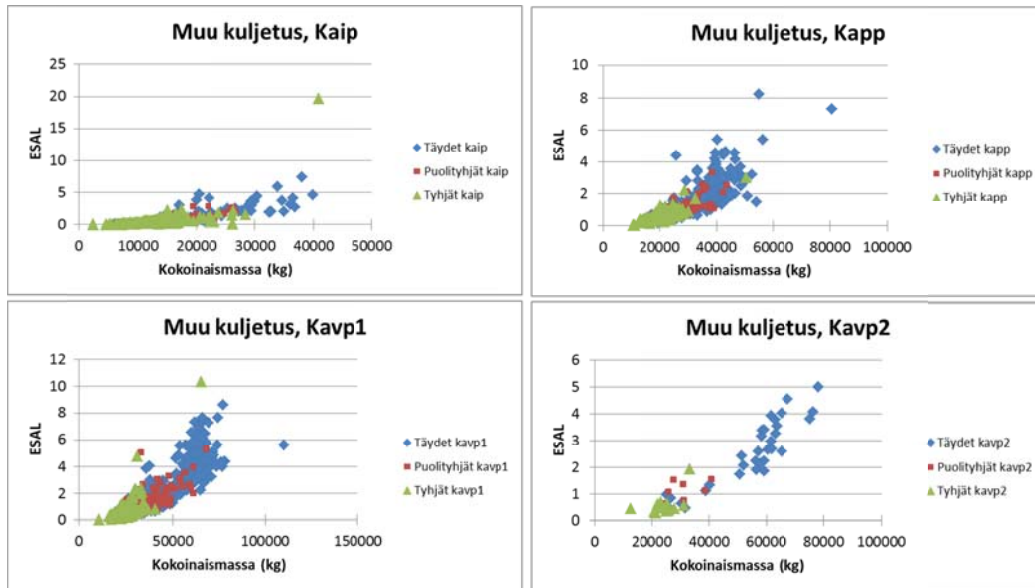 Muu kuljetus, Kaip
25
20
15
10
5
0
ESAL
0 10000 20000 30000 40000 50000
Kokoinaismassa (kg)
Täydet kaip
Puolityhjät kaip
Tyhjät kaip
Muu kuljetus, Kapp
10
8
6
4
2
0
ESAL
0 20000 40000 60000 80000 100000
Kokoinaismassa (kg)
Täydet kapp
Puolityhjät kapp
Tyhjät kapp
Muu kuljetus, Kavp1
12
10
8
6
4
2
0
ESAL
0 50000 100000 150000
Kokoinaismassa (kg)
Täydet kavp1
Puolityhjät kavp1
Tyhjät kavp1
Muu kuljetus, Kavp2
6
5
4
3
2
1
0
ESAL
0 20000 40000 60000 80000 100000
Kokoinaismassa (kg)
Täydet kavp2
Puolityhjät kavp2
Tyhjät kavp2